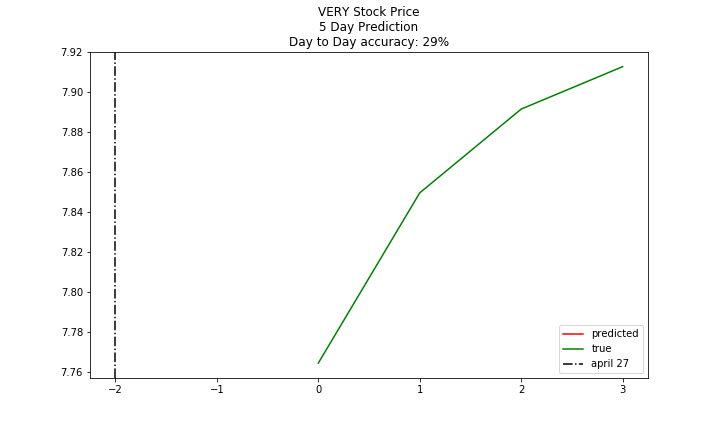 VERY Stock Price
5 Day Prediction
Day to Day accuracy: 29%
7.92
7.90
7.88
7.86
7.84
7.82
7.80
7.78
7.76
−2
−1
0
1
2
3
predicted
true
april 27